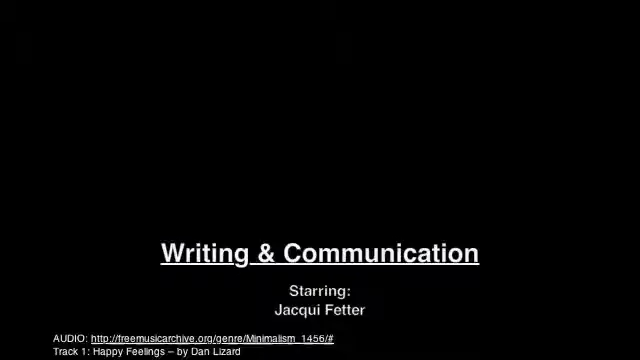 Writing & Communication
Starring:
Jacqui Fetter
AUDIO: http://freemusicarchive.org/genre/Minimalism_1456/#
Track 1: Happy Feelings – by Dan Lizard